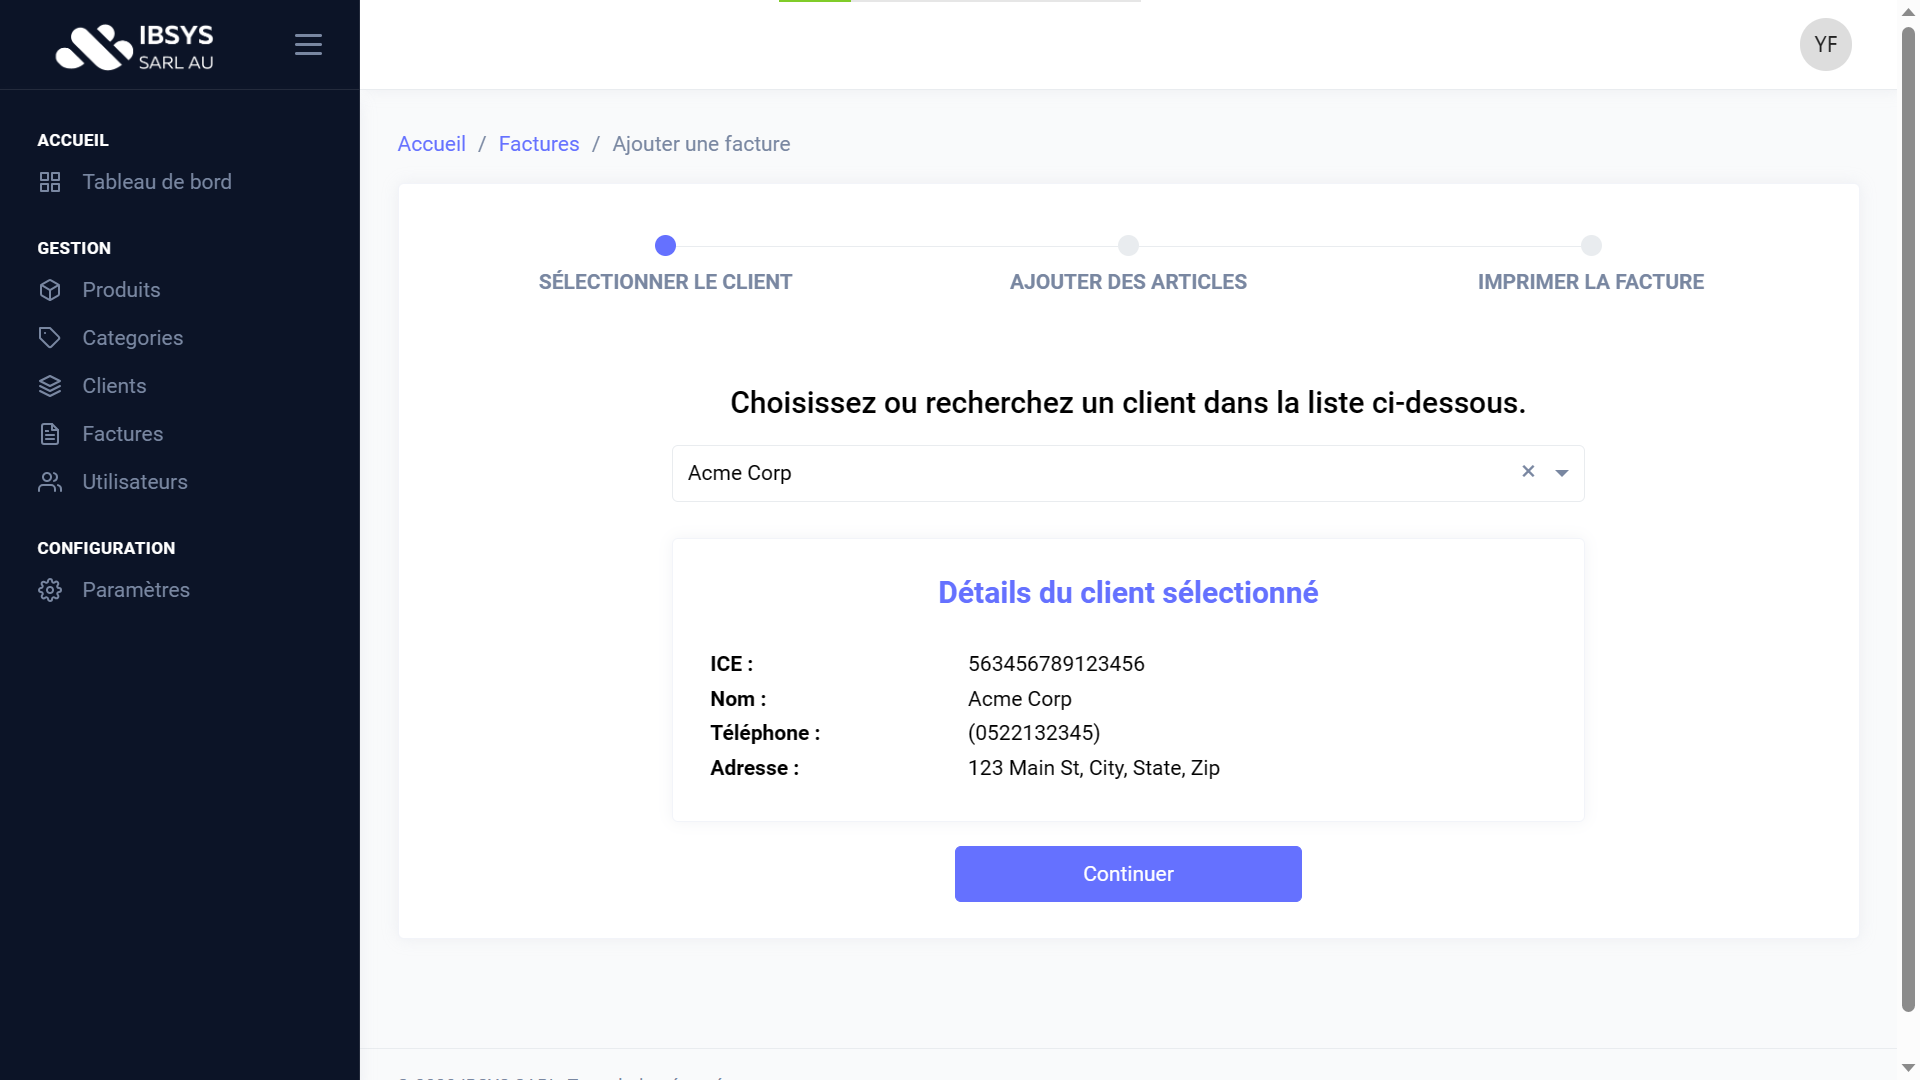 IBSYS
SARL AU
YF
ACCUEIL
Tableau de bord
GESTION
Produits
Categories
Clients
Factures
Utilisateurs
CONFIGURATION
Paramètres
Accueil / Factures / Ajouter une facture
SÉLECTIONNER LE CLIENT
AJOUTER DES ARTICLES
IMPRIMER LA FACTURE
Choisissez ou recherchez un client dans la liste ci-dessous.
Acme Corp
Détails du client sélectionné
ICE : 563456789123456
Nom : Acme Corp
Téléphone : (0522132345)
Adresse : 123 Main St, City, State, Zip
Continuer